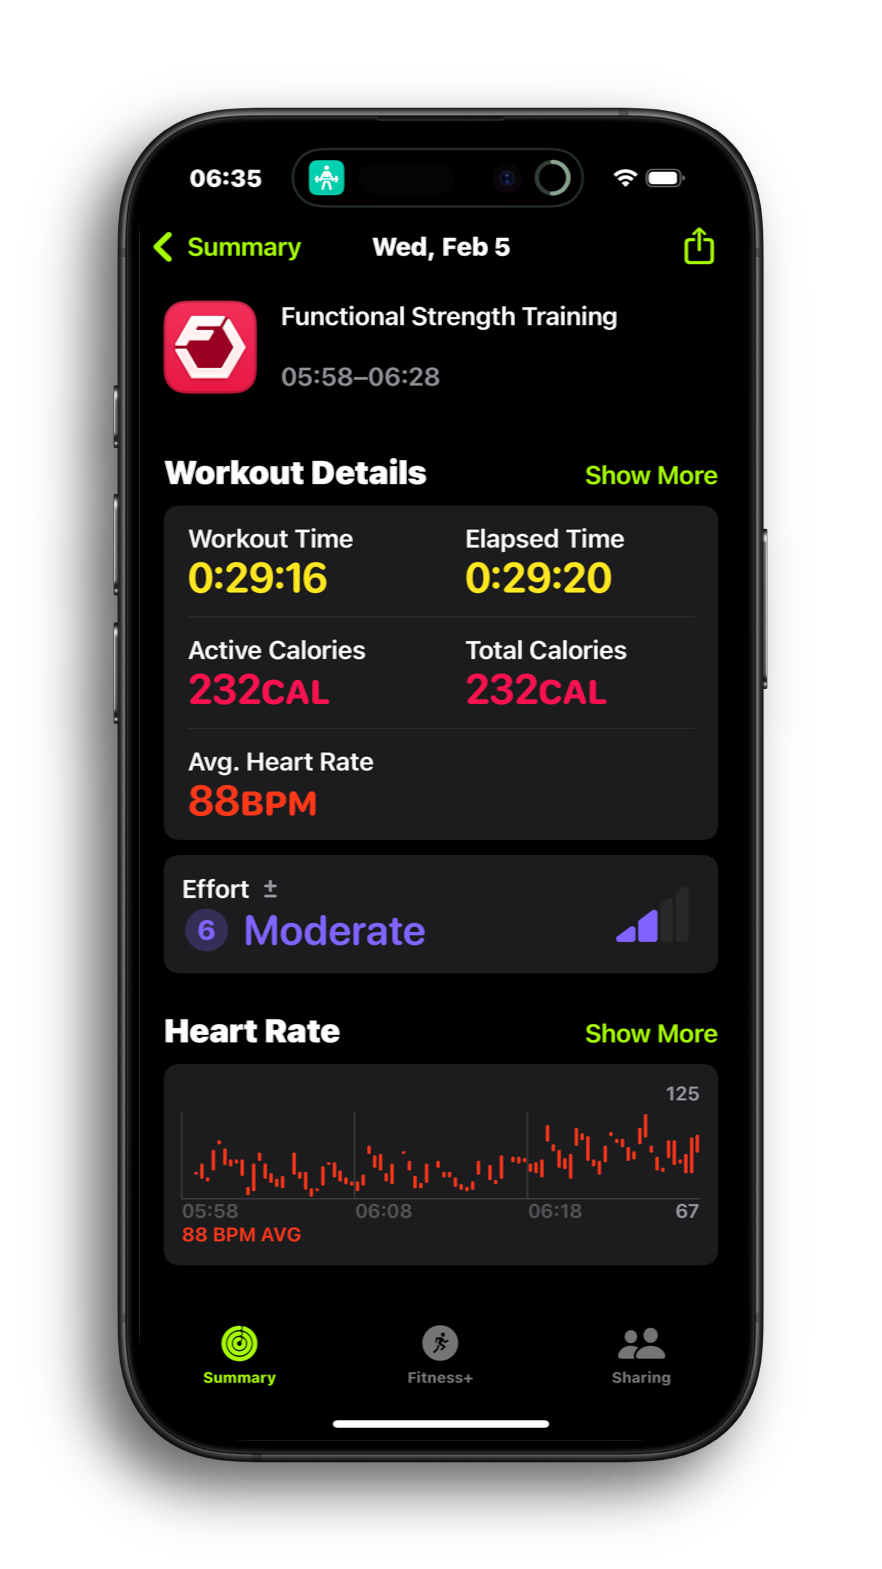 06:35
Summary
Wed, Feb 5
Functional Strength Training
05:58–06:28
Workout Details
Show More
Workout Time
Elapsed Time
0:29:16
0:29:20
Active Calories
Total Calories
232CAL
232CAL
Avg. Heart Rate
88BPM
Effort ±
6 Moderate
Heart Rate
Show More
125
05:58
06:08
06:18
67
88 BPM AVG
Summary
Fitness+
Sharing